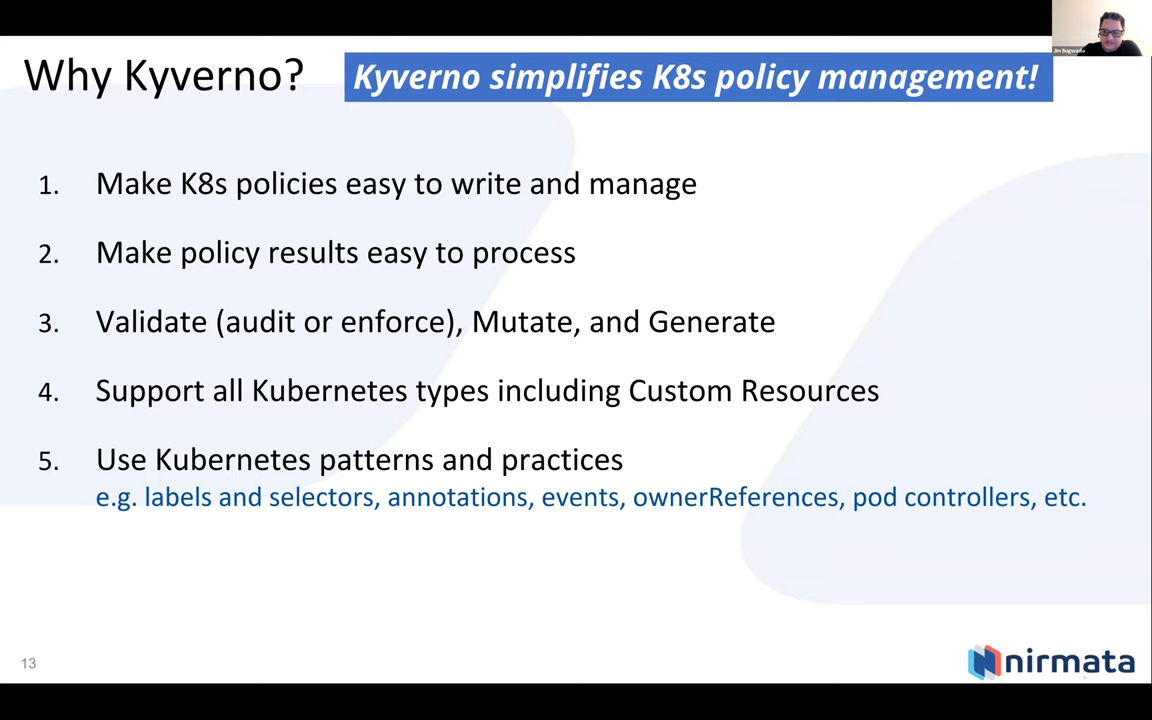 Jim Bugwadia
Why Kyverno?
Kyverno simplifies K8s policy management!
1. Make K8s policies easy to write and manage
2. Make policy results easy to process
3. Validate (audit or enforce), Mutate, and Generate
4. Support all Kubernetes types including Custom Resources
5. Use Kubernetes patterns and practices
e.g. labels and selectors, annotations, events, ownerReferences, pod controllers, etc.
13
nirmata